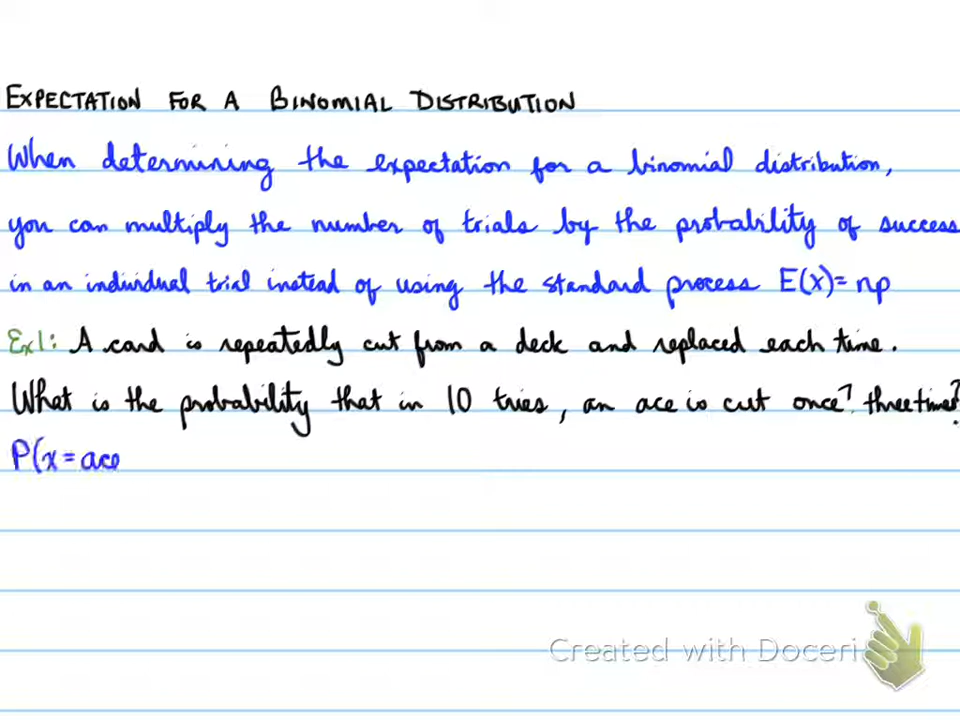 EXPECTATION FOR A BINOMIAL DISTRIBUTION
When determining the expectation for a binomial distribution,
you can multiply the number of trials by the probability of success
in an individual trial instead of using the standard process E(x)= np
Ex1: A card is repeatedly cut from a deck and replaced each time.
What is the probability that in 10 tries, an ace is cut once? three times?
P(x=ace
Created with Doceri